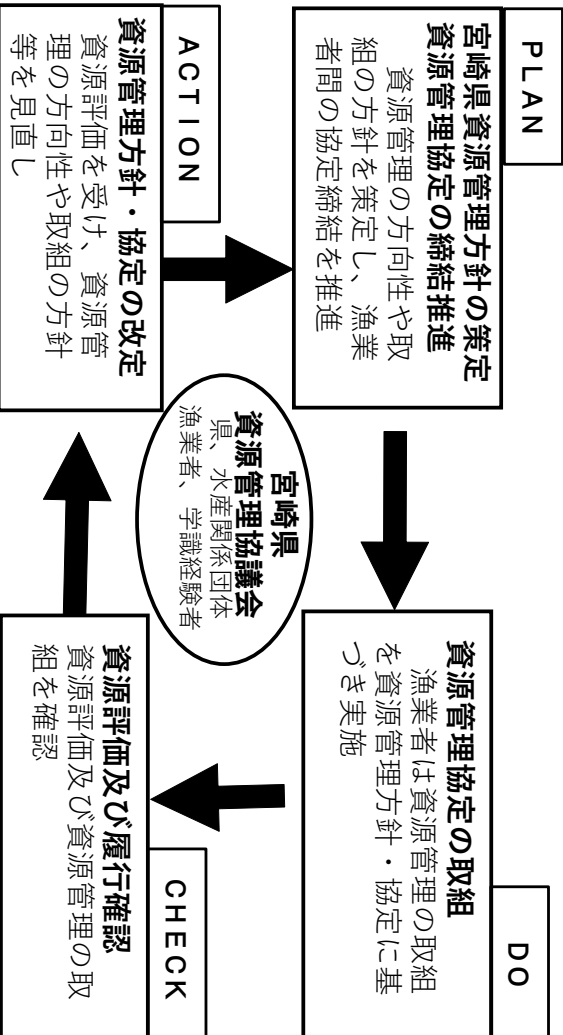 PLAN
宮崎県資源管理方針の策定
資源管理協定の締結推進
資源管理の方向性や取
組の方針を策定し、漁業
者間の協定締結を推進
DO
資源管理協定の取組
漁業者は資源管理の取組
を資源管理方針・協定に基
づき実施
CHECK
資源評価及び履行確認
資源評価及び資源管理の取
組を確認
ACTION
資源管理方針・協定の改定
資源評価を受け、資源管
理の方向性や取組の方針
等を見直し
宮崎県
資源管理協議会
県、水産関係団体
漁業者、学識経験者